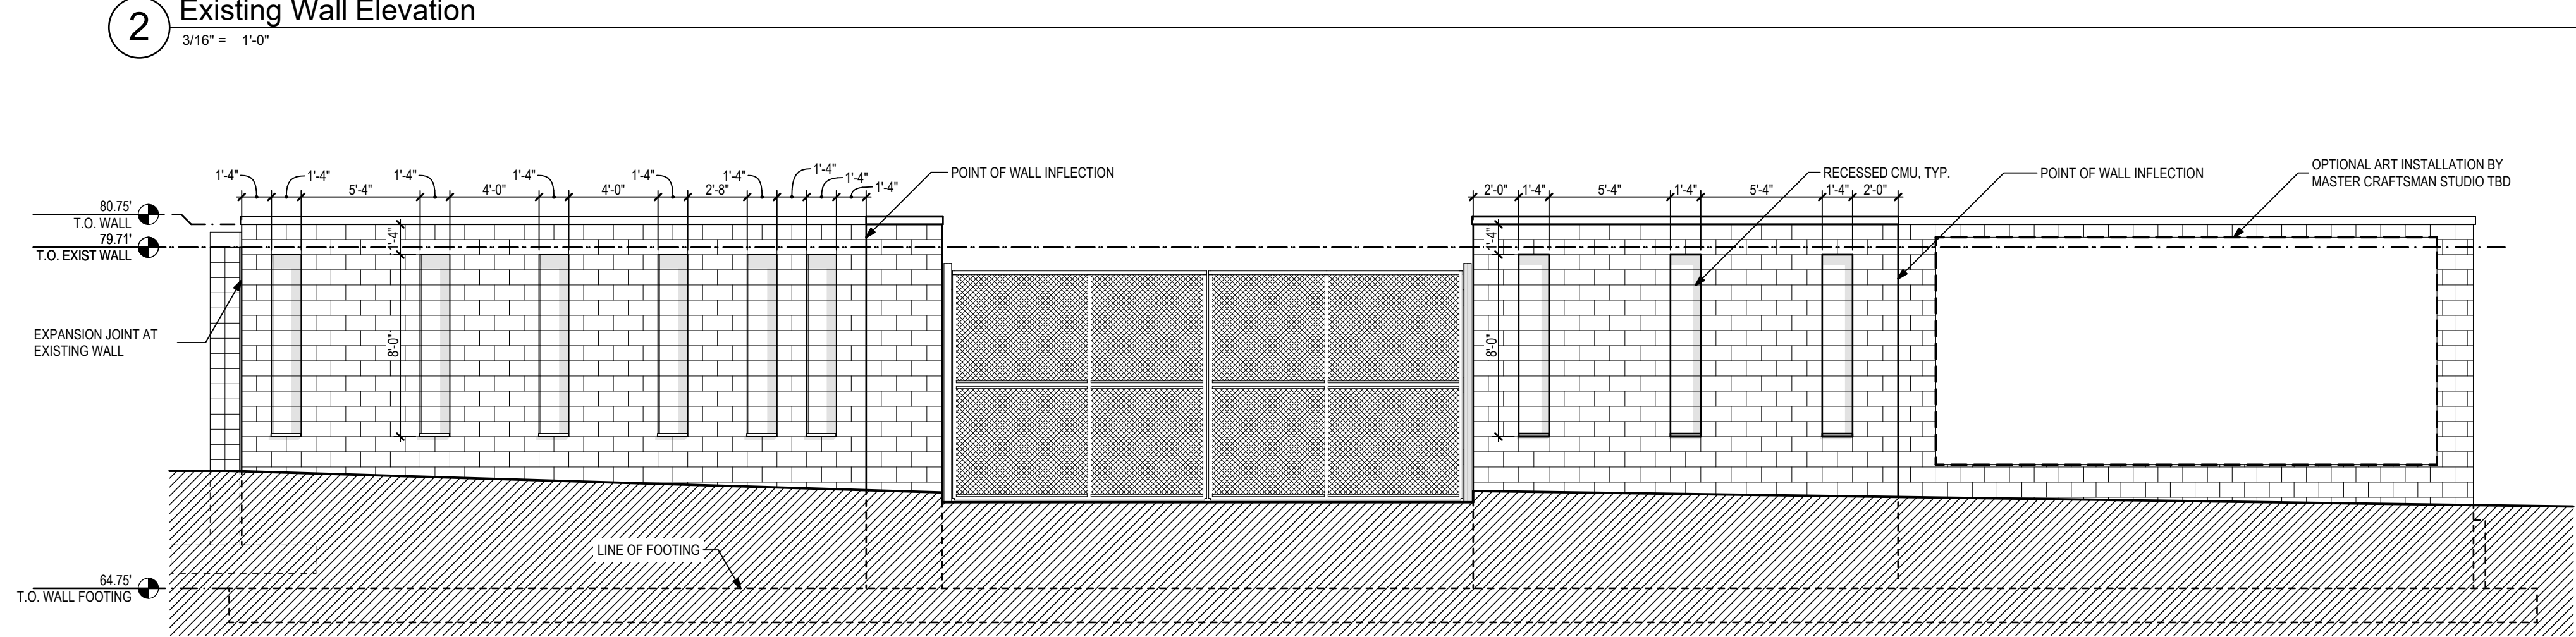 2
Existing Wall Elevation
3/16" = 1'-0"
1'-4"
1'-4"
5'-4"
1'-4"
4'-0"
1'-4"
4'-0"
1'-4"
2'-8"
1'-4"
1'-4"
1'-4"
1'-4"
POINT OF WALL INFLECTION
2'-0"
1'-4"
5'-4"
1'-4"
5'-4"
1'-4"
2'-0"
RECESSED CMU, TYP.
POINT OF WALL INFLECTION
OPTIONAL ART INSTALLATION BY
MASTER CRAFTSMAN STUDIO TBD
80.75'
T.O. WALL
79.71'
T.O. EXIST WALL
1'-4"
1'-4"
EXPANSION JOINT AT
EXISTING WALL
8'-0"
8'-0"
LINE OF FOOTING
64.75'
T.O. WALL FOOTING